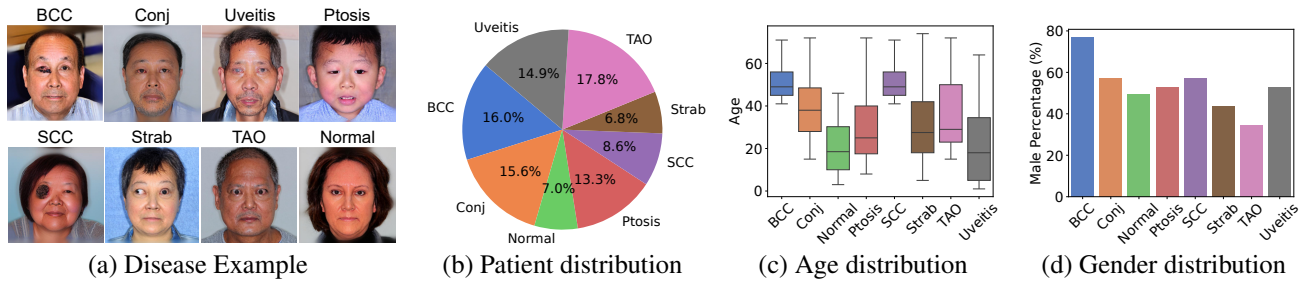 BCC Conj Uveitis Ptosis
SCC Strab TAO Normal
(a) Disease Example
Uveitis
TAO
14.9%
17.8%
BCC
16.0%
Strab
6.8%
8.6%
SCC
15.6%
7.0%
13.3%
Conj
Normal
Ptosis
(b) Patient distribution
Age
60
40
20
0
BCC
Conj
Normal
Ptosis
SCC
Strab
TAO
Uveitis
(c) Age distribution
Male Percentage (%)
80
60
40
20
0
BCC
Conj
Normal
Ptosis
SCC
Strab
TAO
Uveitis
(d) Gender distribution